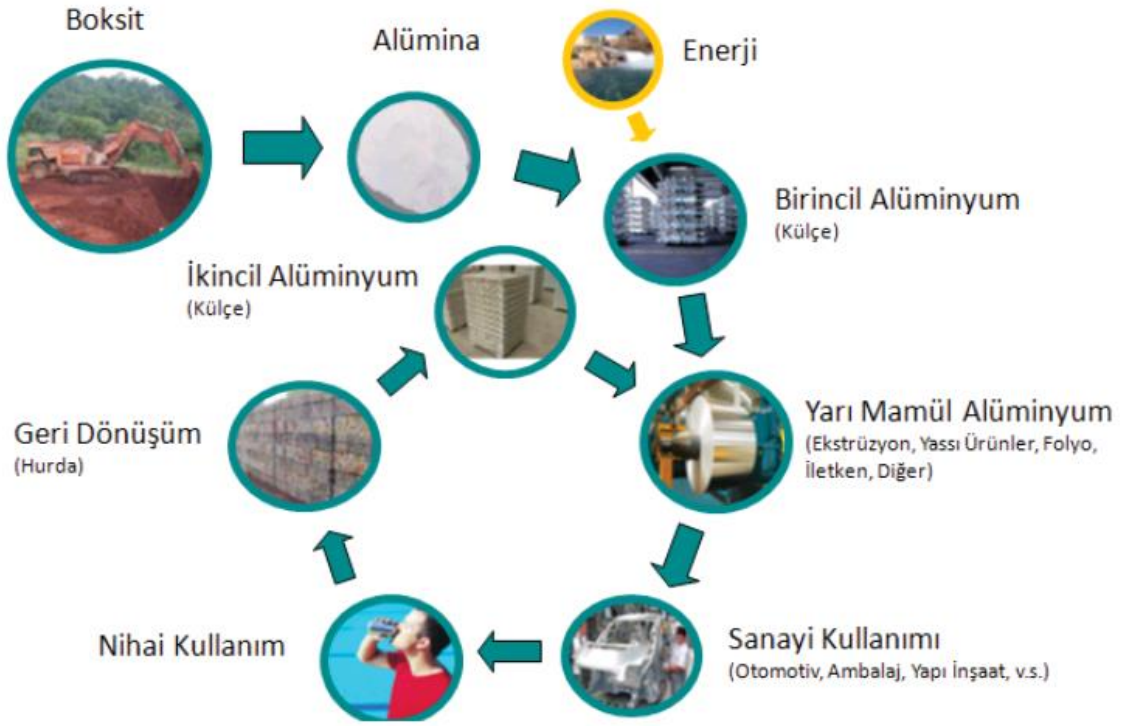 Boksit
Alümina
Enerji
Birincil Alüminyum
(Külçe)
İkincil Alüminyum
(Külçe)
Yarı Mamül Alüminyum
(Ekstrüzyon, Yassı Ürünler, Folyo,
İletken, Diğer)
Geri Dönüşüm
(Hurda)
Nihai Kullanım
Sanayi Kullanımı
(Otomotiv, Ambalaj, Yapı İnşaat, v.s.)